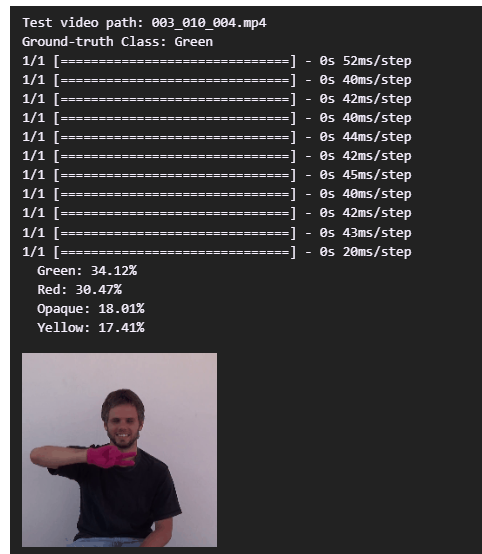 Test video path: 003_010_004.mp4
Ground-truth Class: Green
1/1 [==============================] - 0s 52ms/step
1/1 [==============================] - 0s 40ms/step
1/1 [==============================] - 0s 42ms/step
1/1 [==============================] - 0s 40ms/step
1/1 [==============================] - 0s 44ms/step
1/1 [==============================] - 0s 42ms/step
1/1 [==============================] - 0s 45ms/step
1/1 [==============================] - 0s 40ms/step
1/1 [==============================] - 0s 42ms/step
1/1 [==============================] - 0s 43ms/step
1/1 [==============================] - 0s 20ms/step
Green: 34.12%
Red: 30.47%
Opaque: 18.01%
Yellow: 17.41%